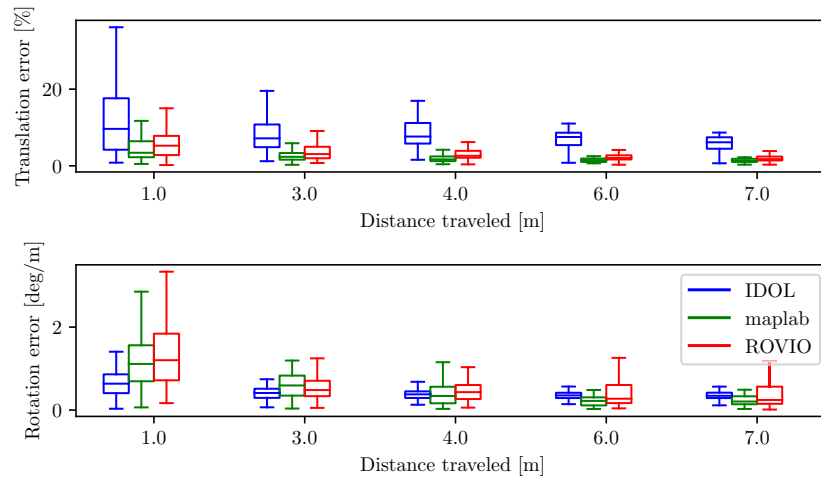 Translation error [%]
20
0
1.0 3.0 4.0 6.0 7.0
Distance traveled [m]
Rotation error [deg/m]
2
0
IDOL
maplab
ROVIO
1.0 3.0 4.0 6.0 7.0
Distance traveled [m]